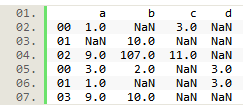 01.     a    b     c     d
02. 00  1.0  NaN   3.0   NaN
03. 01  NaN  10.0  NaN   NaN
04. 02  9.0  107.0 11.0  NaN
05. 00  3.0  2.0   NaN   3.0
06. 01  1.0  NaN   NaN   3.0
07. 03  9.0  10.0  NaN   NaN